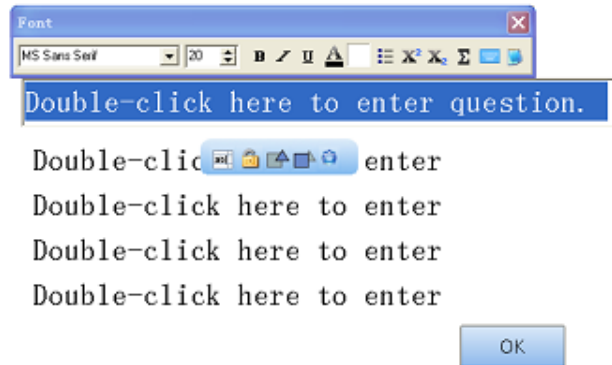 Font
MS Sans Serif 20 B I U A X² X₂ Σ
Double-click here to enter question.
Double-clic enter
Double-click here to enter
Double-click here to enter
Double-click here to enter
OK